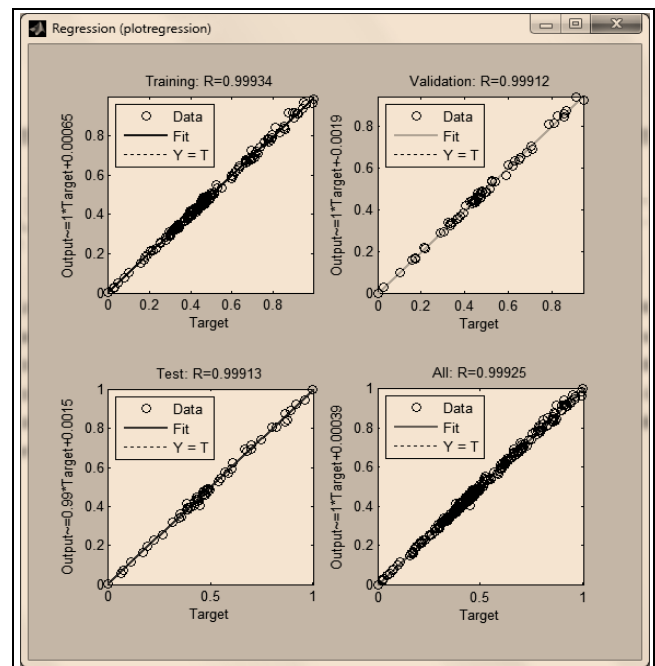 Regression (plotregression)
Training: R=0.99934
Output~=1*Target+0.00065
Data
Fit
Y = T
0.8
0.6
0.4
0.2
0
0 0.2 0.4 0.6 0.8
Target
Validation: R=0.99912
Output~=1*Target+-0.0019
Data
Fit
Y = T
0.8
0.6
0.4
0.2
0
0 0.2 0.4 0.6 0.8
Target
Test: R=0.99913
Output~=0.99*Target+0.0015
Data
Fit
Y = T
1
0.8
0.6
0.4
0.2
0
0 0.5 1
Target
All: R=0.99925
Output~=1*Target+0.00039
Data
Fit
Y = T
1
0.8
0.6
0.4
0.2
0
0 0.5 1
Target